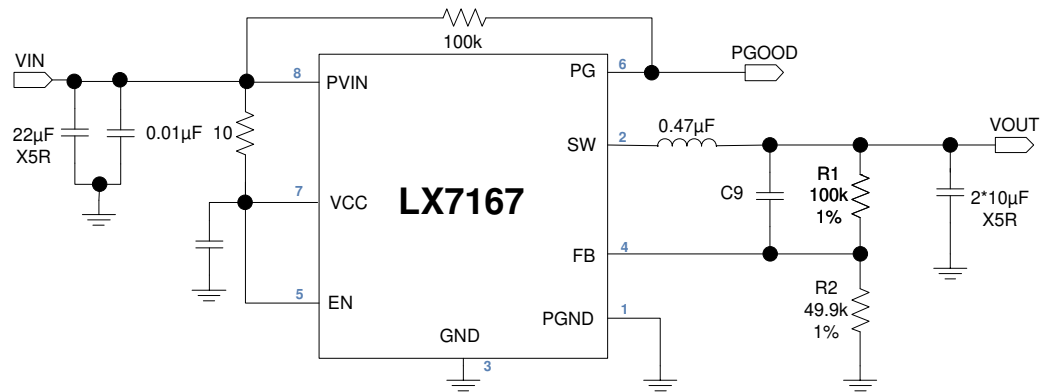 100k
VIN
PGOOD
8
PVIN
PG
6
22µF
X5R
0.01µF
10
SW
2
0.47µF
VOUT
7
VCC
LX7167
C9
R1
100k
1%
2*10µF
X5R
FB
4
5
EN
R2
49.9k
1%
PGND
1
GND
3